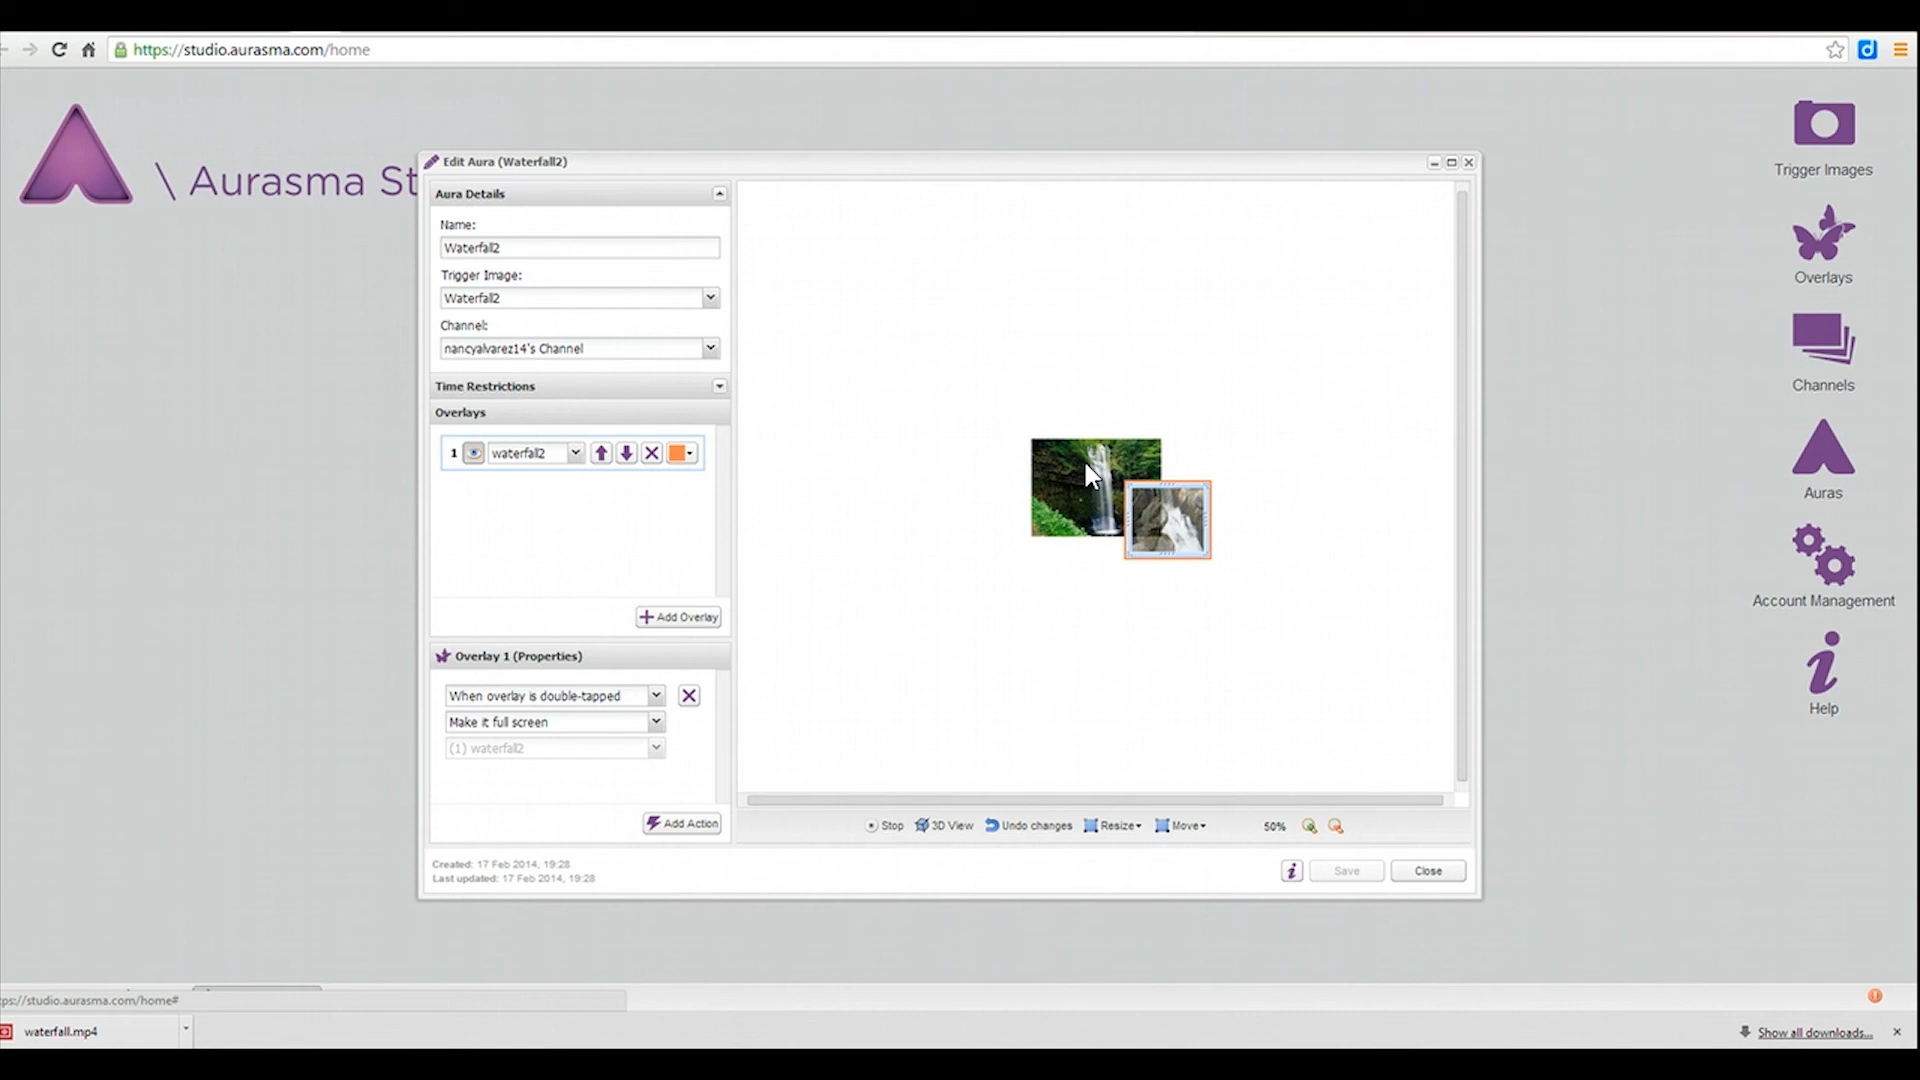 https://studio.aurasma.com/home
\ Aurasma St
Edit Aura (Waterfall2)
Aura Details
Name:
Waterfall2
Trigger Image:
Waterfall2
Channel:
nancyalvarez14's Channel
Time Restrictions
Overlays
1 waterfall2
Add Overlay
Overlay 1 (Properties)
When overlay is double-tapped
Make it full screen
(1) waterfall2
Add Action
Stop 3D View Undo changes Resize Move 50%
Created: 17 Feb 2014, 19:28
Last updated: 17 Feb 2014, 19:28
Save Close
Trigger Images
Overlays
Channels
Auras
Account Management
Help
tps://studio.aurasma.com/home#
waterfall.mp4
Show all downloads...